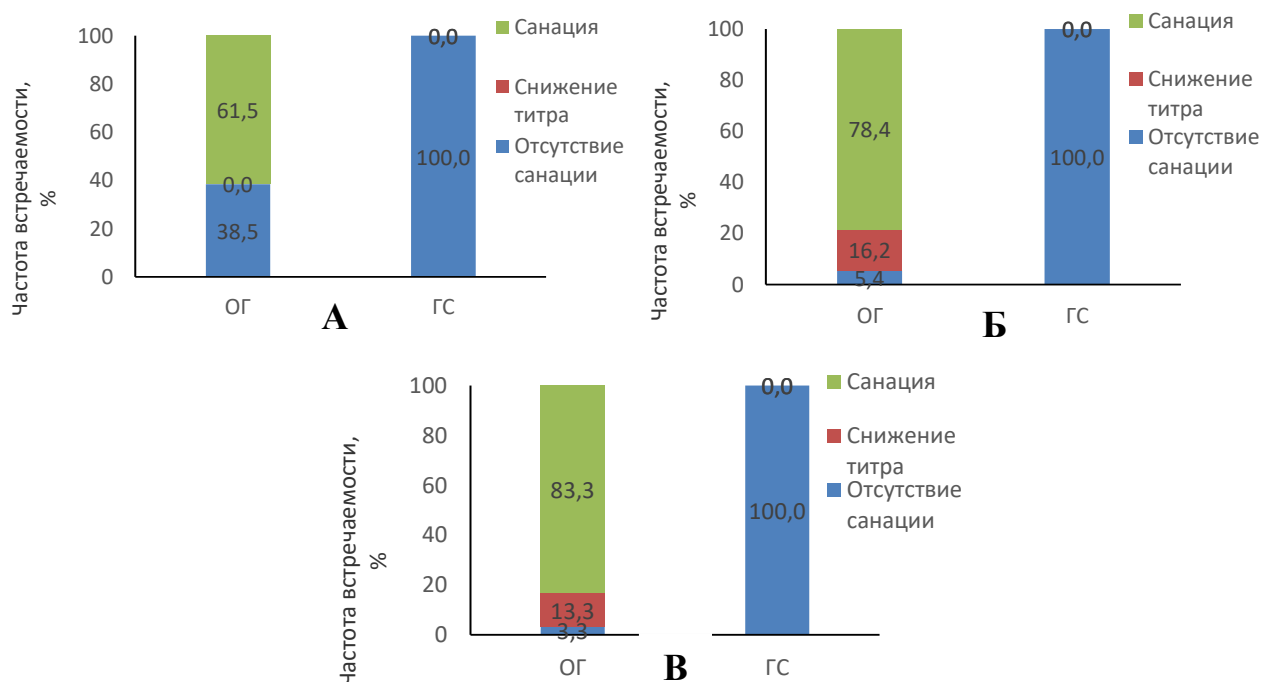 Частота встречаемости,
%
100
80
60
40
20
0
61,5
0,0
38,5
0,0
100,0
ОГ
ГС
Санация
Снижение
титра
Отсутствие
санации
А
Частота встречаемости,
%
100
80
60
40
20
0
78,4
16,2
5,4
0,0
100,0
ОГ
ГС
Санация
Снижение
титра
Отсутствие
санации
Б
Частота встречаемости,
%
100
80
60
40
20
0
83,3
13,3
3,3
0,0
100,0
ОГ
ГС
Санация
Снижение
титра
Отсутствие
санации
В